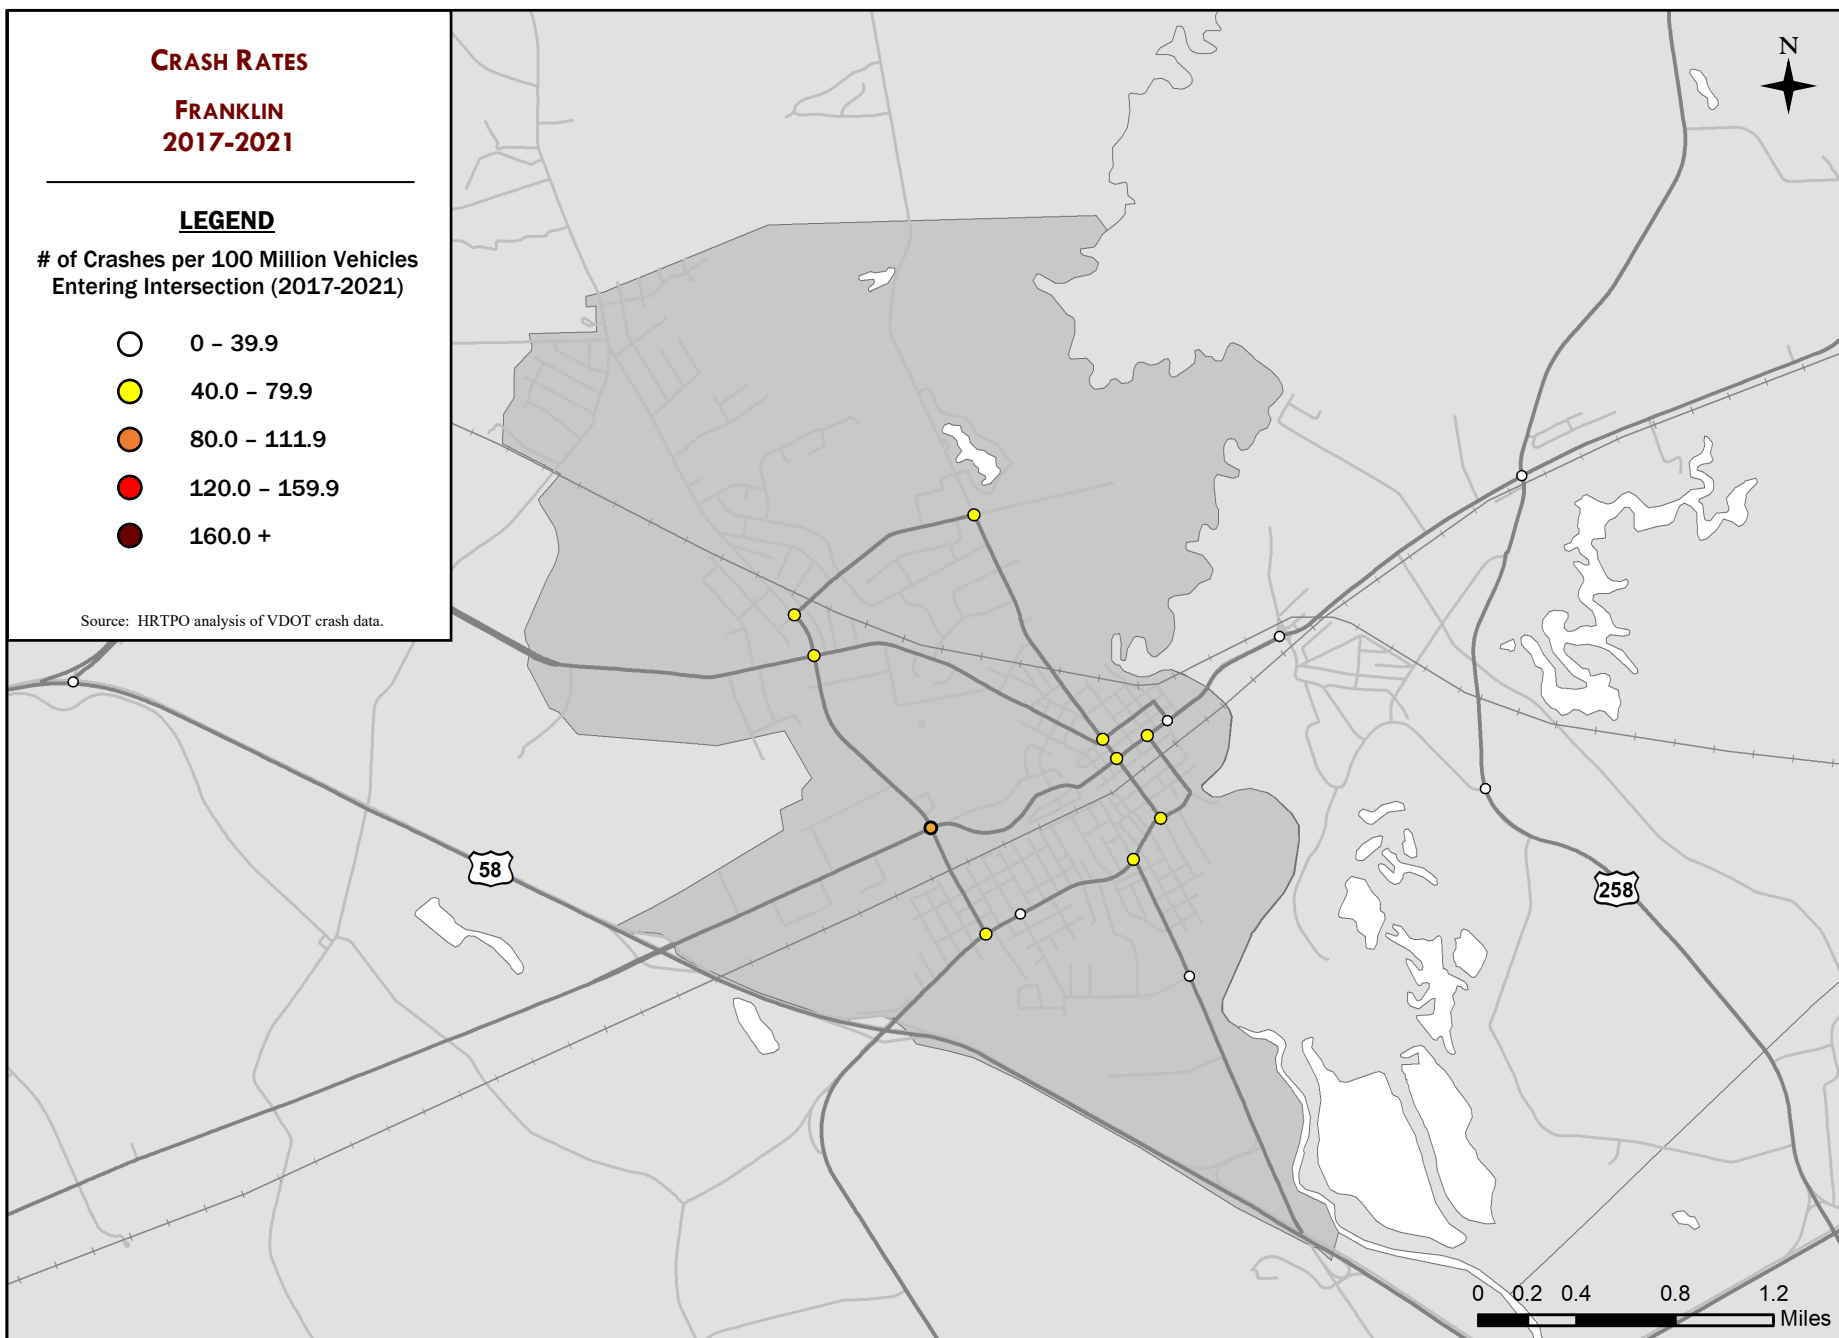 CRASH RATES
FRANKLIN
2017-2021
LEGEND
# of Crashes per 100 Million Vehicles
Entering Intersection (2017-2021)
0 – 39.9
40.0 – 79.9
80.0 – 111.9
120.0 – 159.9
160.0 +
Source: HRTPO analysis of VDOT crash data.
N
58
258
0 0.2 0.4 0.8 1.2
Miles